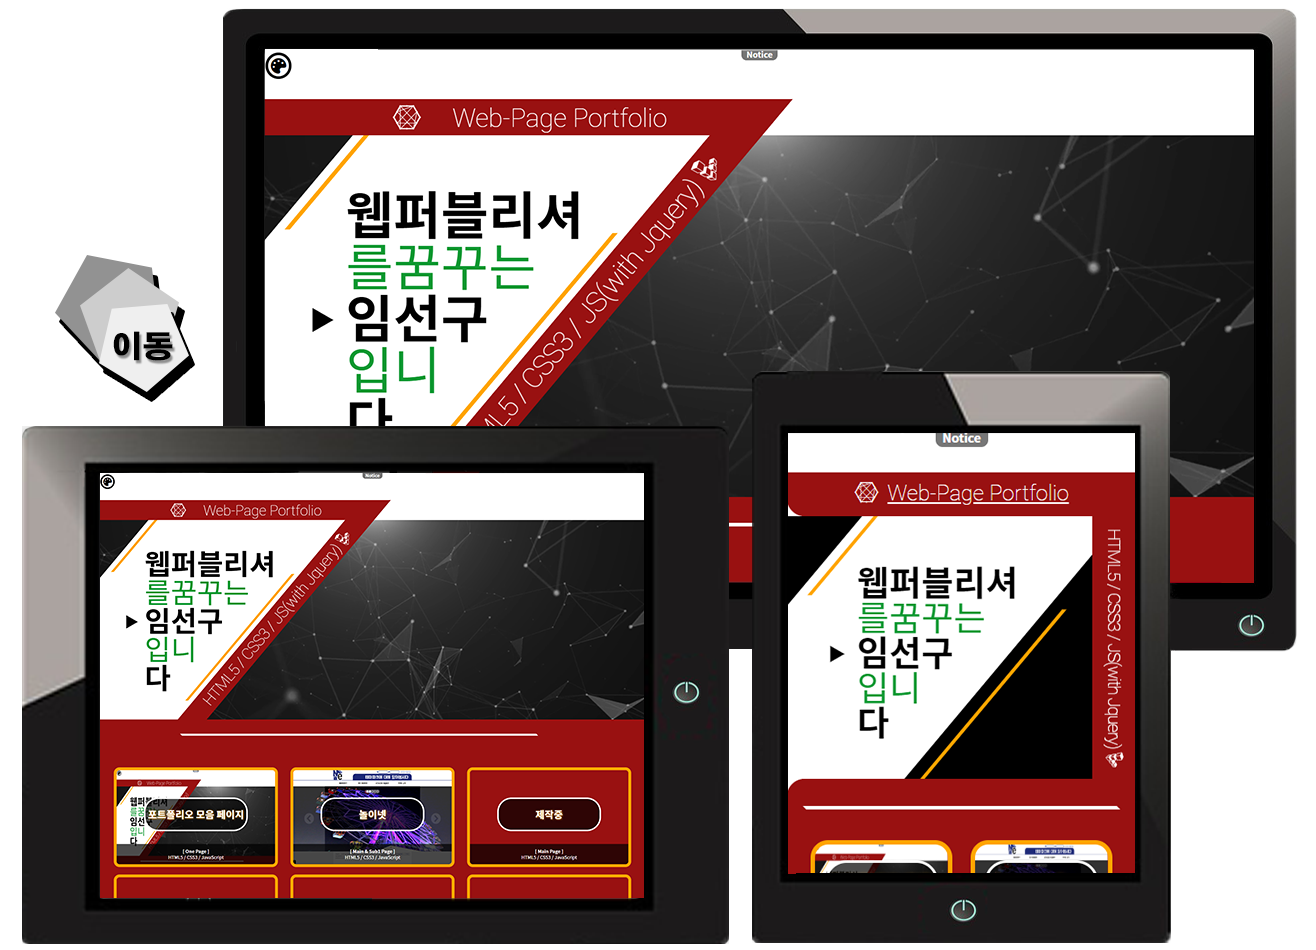 Notice
Web-Page Portfolio
웹퍼블리셔
를꿈꾸는
▶ 임선구
입니
다
ML5 / CSS3 / JS(with Jquery)
이동
Notice
Web-Page Portfolio
웹퍼블리셔
를꿈꾸는
▶ 임선구
입니
다
HTML5 / CSS3 / JS(with Jquery)
포트폴리오 모음 페이지
[ One Page ]
HTML5 / CSS3 / JavaScript
놀이넷
[ Main & Sub1 Page ]
HTML5 / CSS3 / JavaScript
제작중
[ Main Page ]
HTML5 / CSS3 / JavaScript
Notice
Web-Page Portfolio
웹퍼블리셔
를꿈꾸는
▶ 임선구
입니
다
HTML5 / CSS3 / JS(with Jquery)